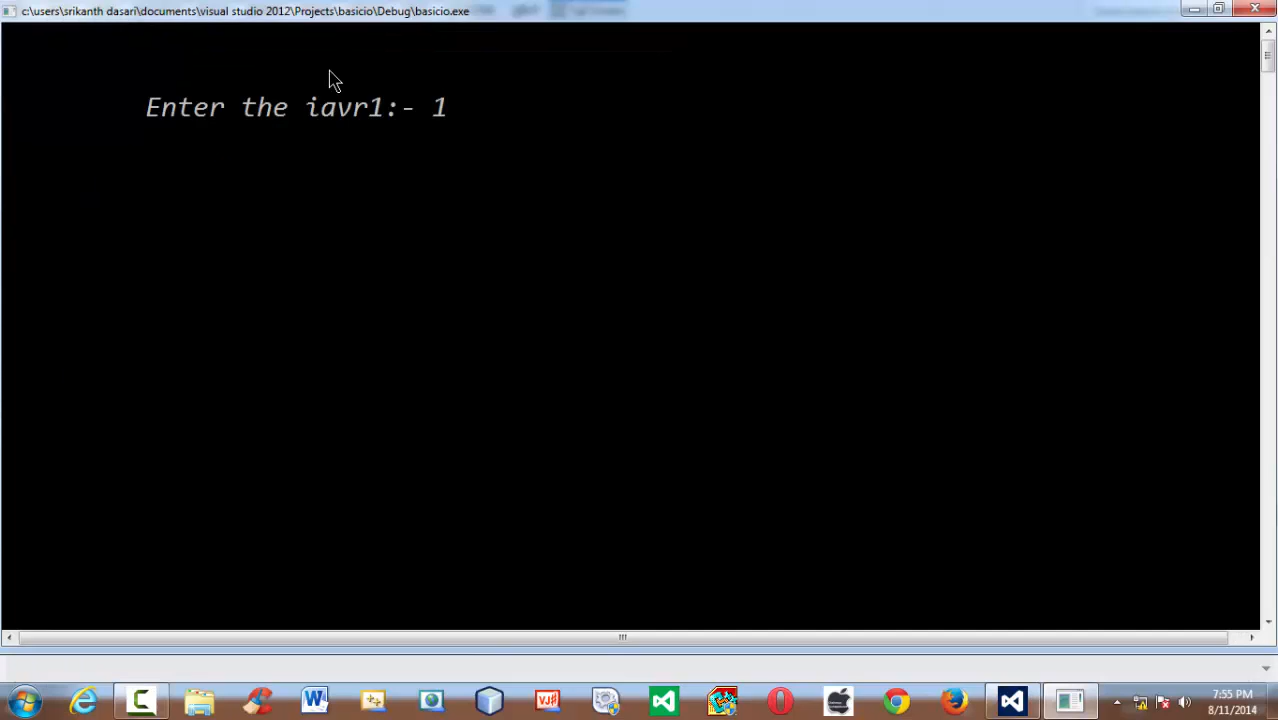 c:\users\srikanth dasari\documents\visual studio 2012\Projects\basicio\Debug\basicio.exe
Enter the iavr1:- 1
7:55 PM
8/11/2014